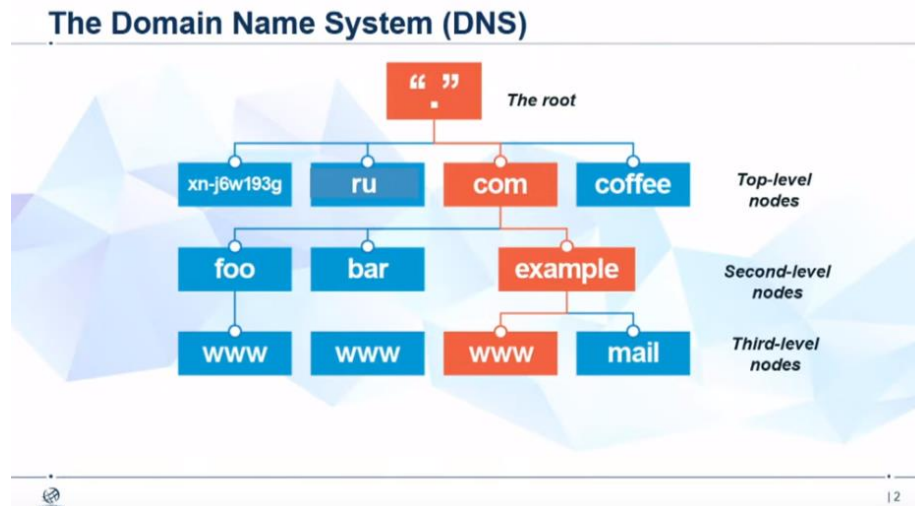 The Domain Name System (DNS)
“.”
The root
xn-j6w193g
ru
com
coffee
Top-level
nodes
foo
bar
example
Second-level
nodes
www
www
www
mail
Third-level
nodes
| 2